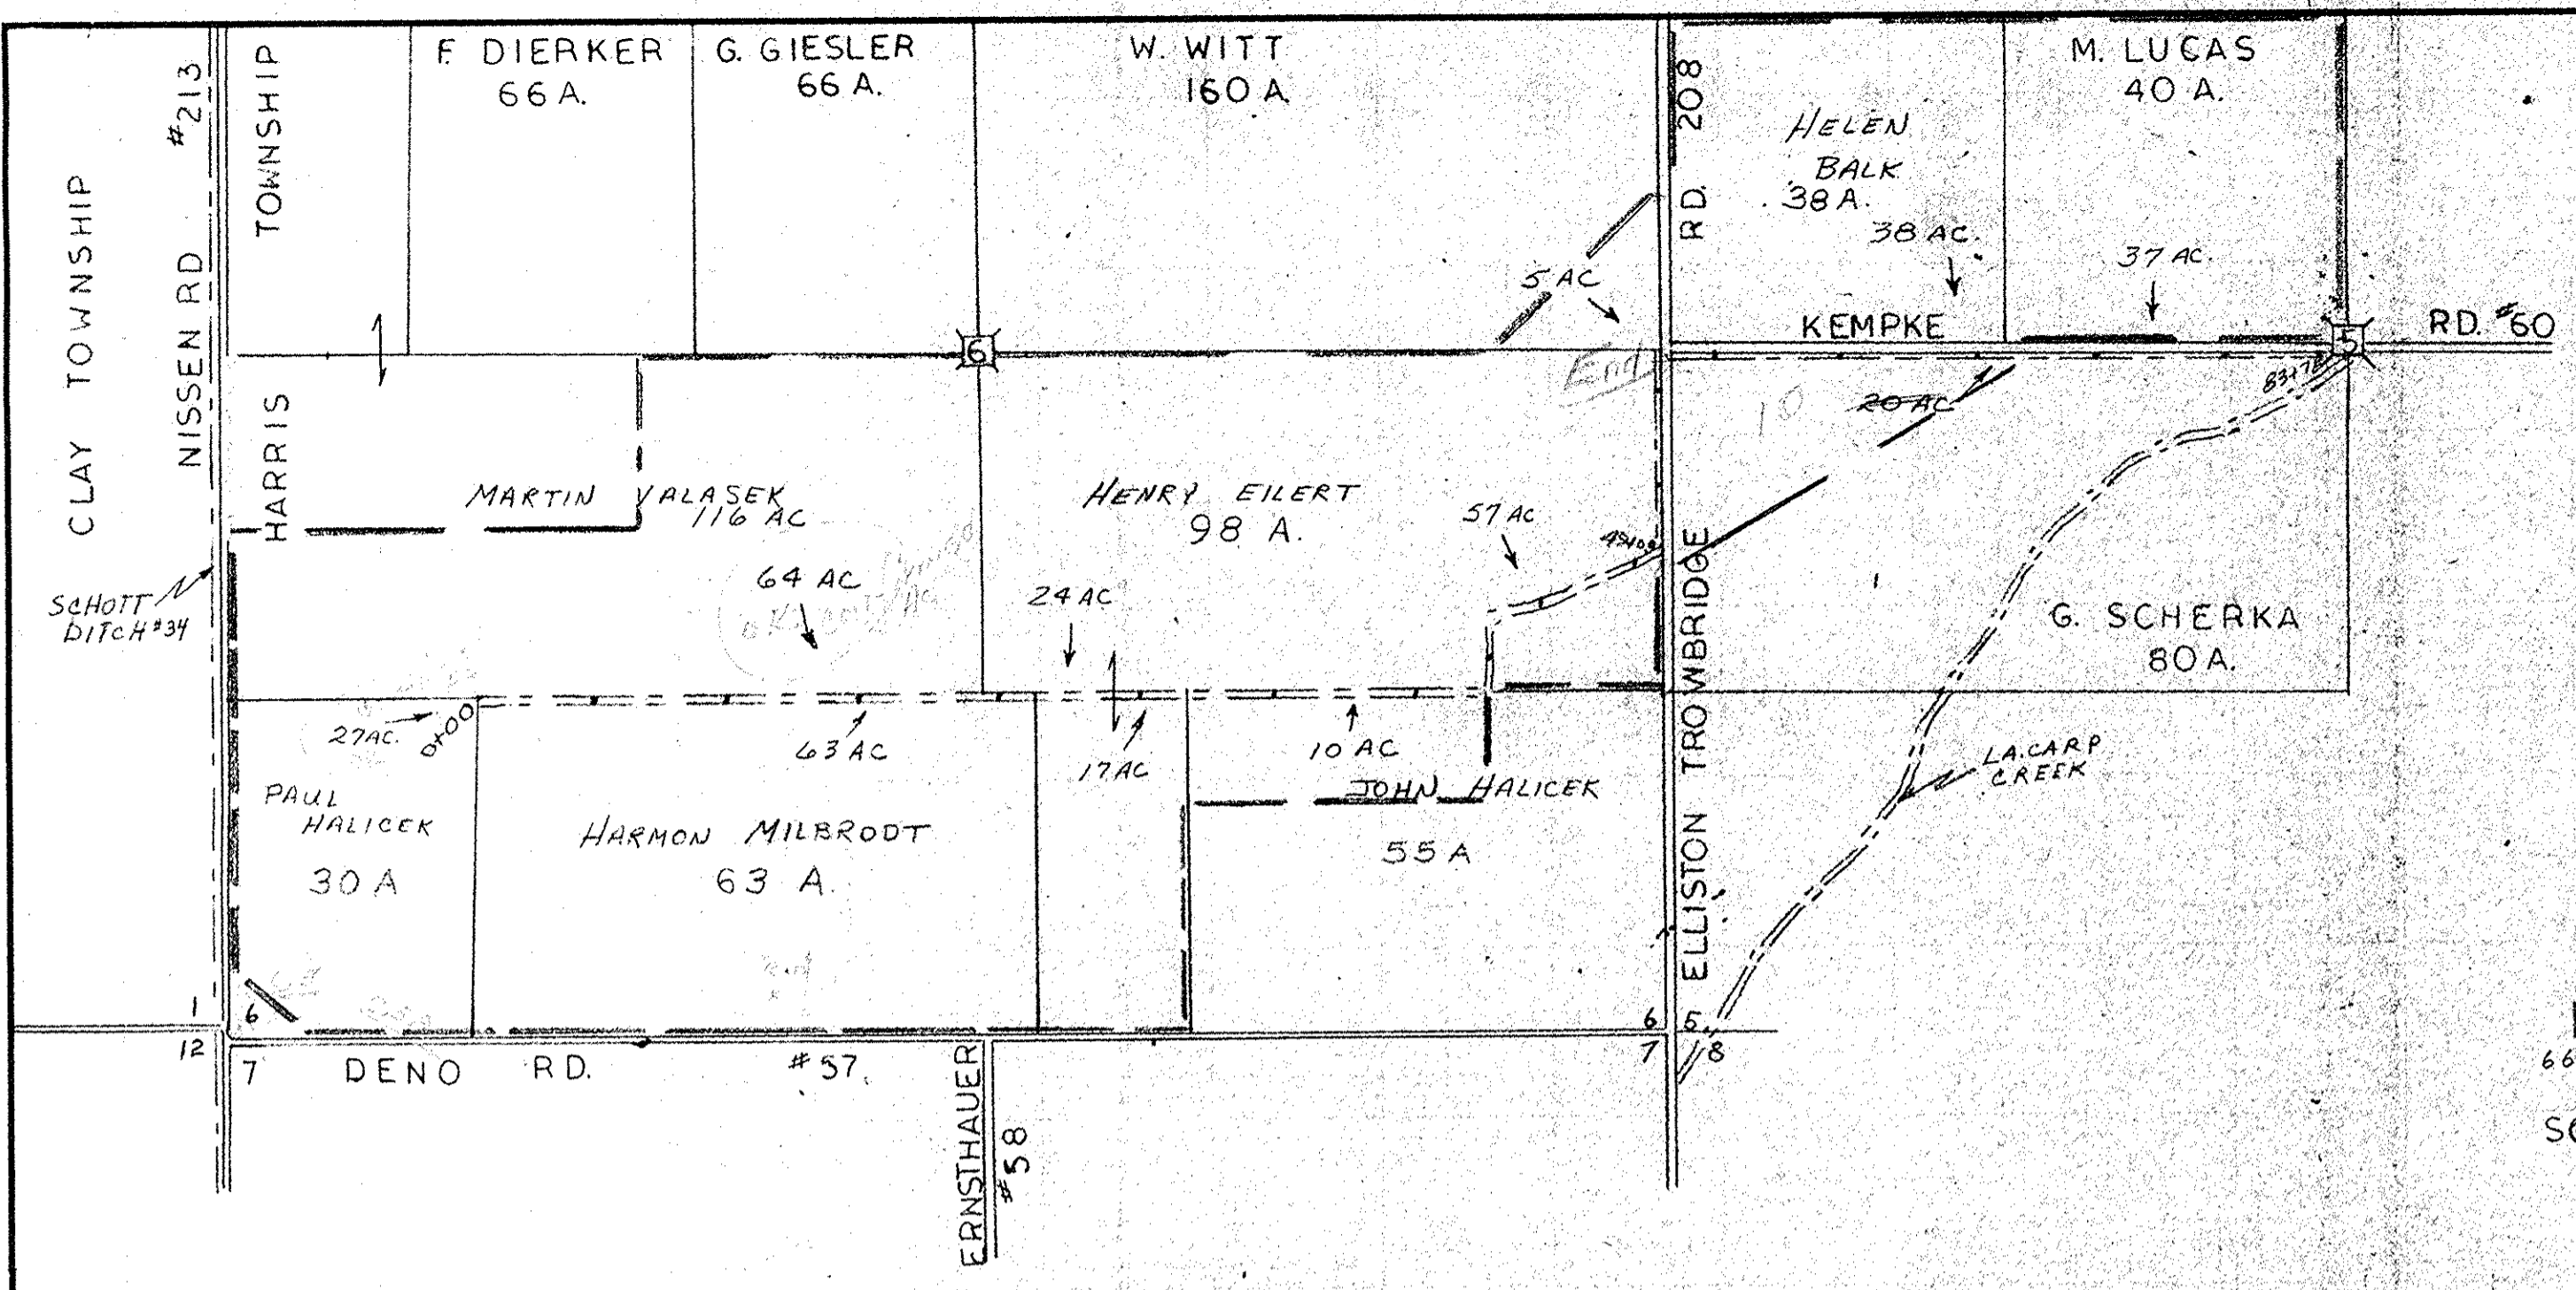 CLAY TOWNSHIP
NISSEN RD #213
HARRIS TOWNSHIP
F. DIERKER
66 A.
G. GIESLER
66 A.
W. WITT
160 A.
RD. 208
HELEN
BALK
38 A.
38 AC.
M. LUCAS
40 A.
37 AC.
5 AC
KEMPKE
RD. #60
6
5
End
20 AC
10
83+78
MARTIN VALASEK
116 AC
HENRY EILERT
98 A.
57 AC
64 AC
24 AC
SCHOTT
DITCH #34
G. SCHERKA
80 A.
ELLISTON TROWBRIDGE
27 AC.
0+00
63 AC
17 AC
10 AC
JOHN HALICEK
55 A
LA.CARP
CREEK
PAUL
HALICEK
30 A
HARMON MILBRODT
63 A.
1
6
12
7
6
5
7
8
DENO RD. #57.
ERNSTHAUER
#58
66